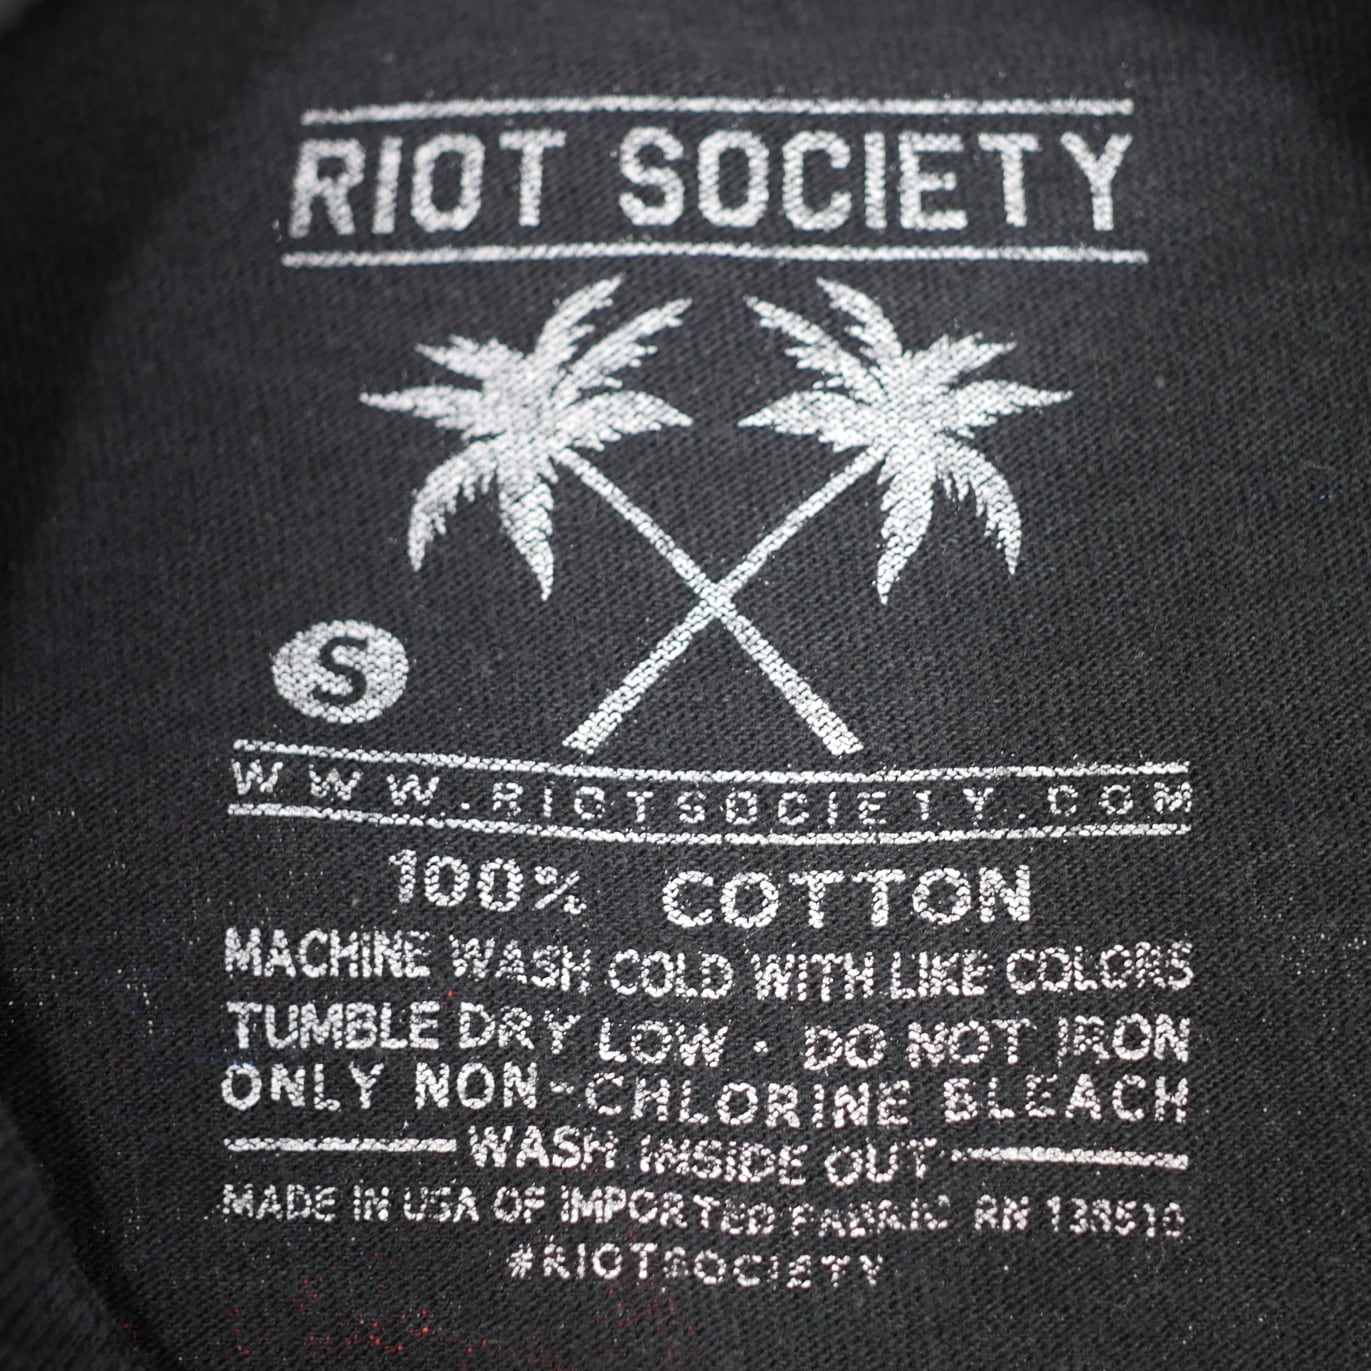 RIOT SOCIETY
S
WWW.RIOTSOCIETY.COM
100% COTTON
MACHINE WASH COLD WITH LIKE COLORS
TUMBLE DRY LOW · DO NOT IRON
ONLY NON-CHLORINE BLEACH
WASH INSIDE OUT
MADE IN USA OF IMPORTED FABRIC RN
#RIOTSOCIETY